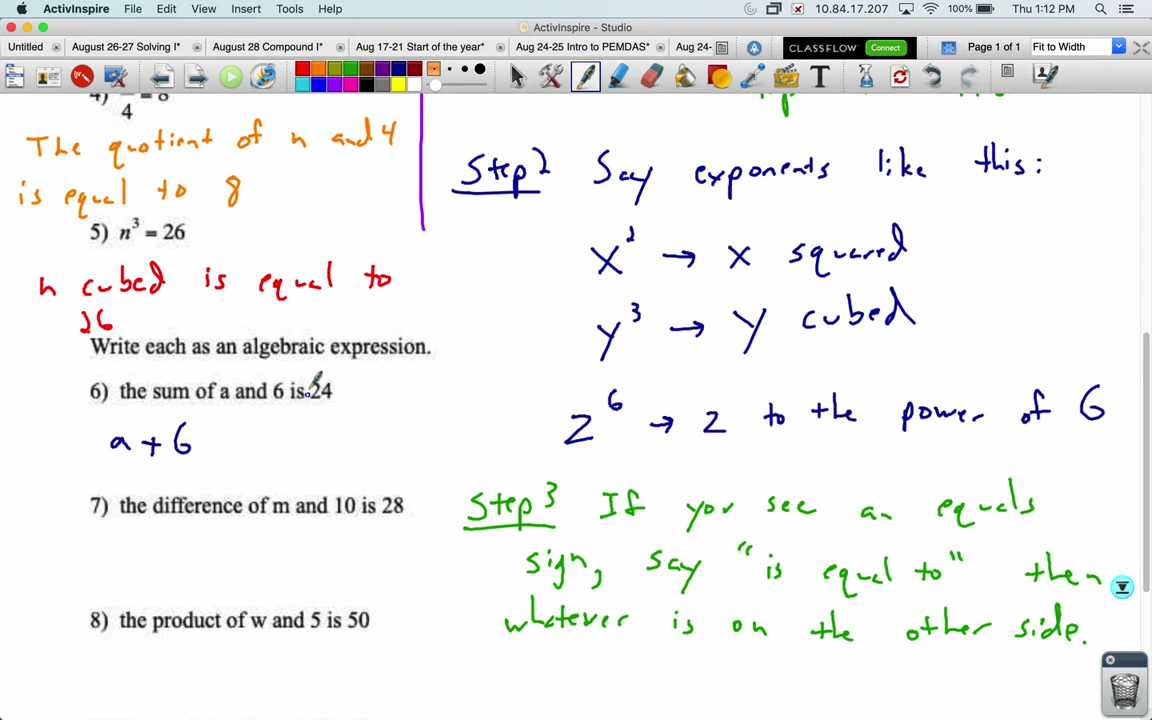 ActivInspire File Edit View Insert Tools Help 10.84.17.207 100% Thu 1:12 PM
ActivInspire - Studio
Untitled August 26-27 Solving I* August 28 Compound I* Aug 17-21 Start of the year* Aug 24-25 Intro to PEMDAS* Aug 24- CLASSFLOW Connect Page 1 of 1 Fit to Width
4) — = 8
4
The quotient of n and 4
is equal to 8
5) n³ = 26
n cubed is equal to
26
Write each as an algebraic expression.
6) the sum of a and 6 is 24
a + 6
7) the difference of m and 10 is 28
8) the product of w and 5 is 50
Step 2 Say exponents like this:
x² → x squared
y³ → y cubed
z⁶ → z to the power of 6
Step 3 If you see an equals
sign, say "is equal to" then
whatever is on the other side.